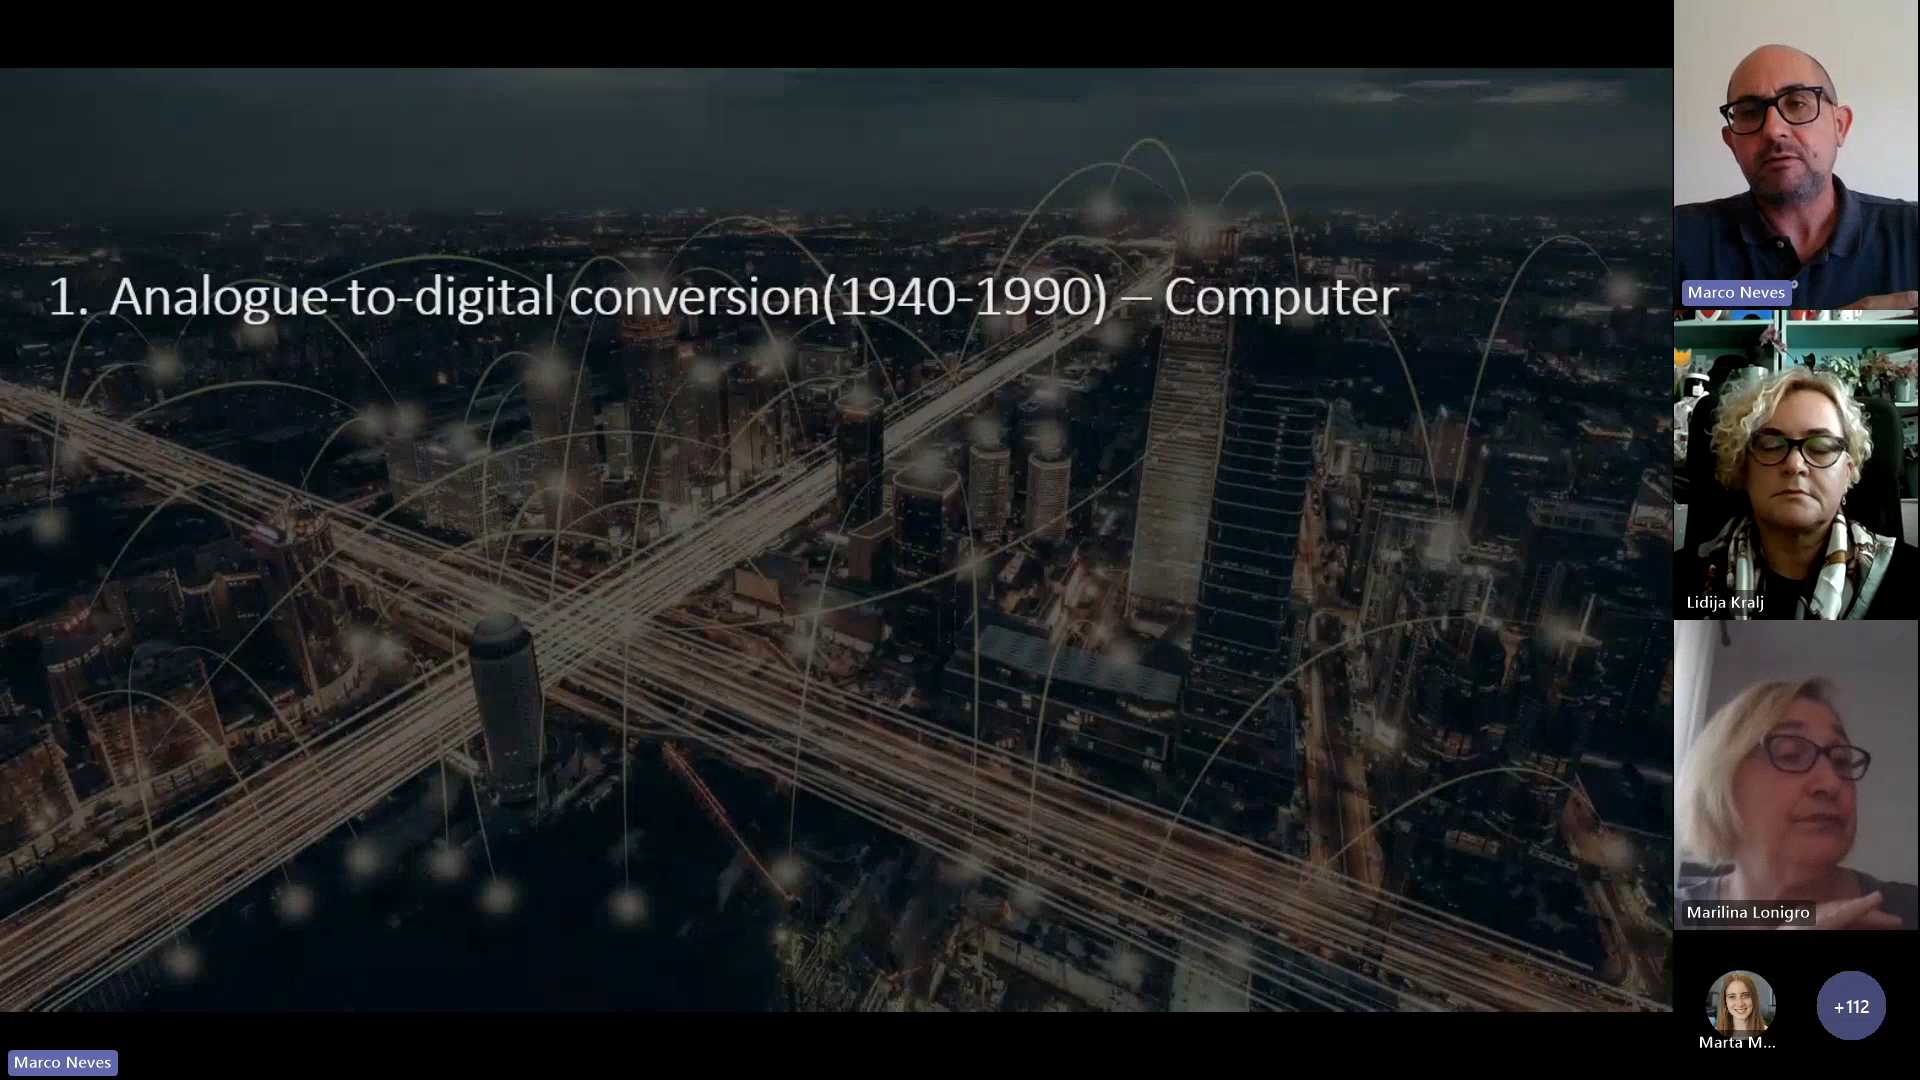 1. Analogue-to-digital conversion(1940-1990) – Computer
Marco Neves
Lidija Kralj
Marilina Lonigro
Marta M...
+112
Marco Neves